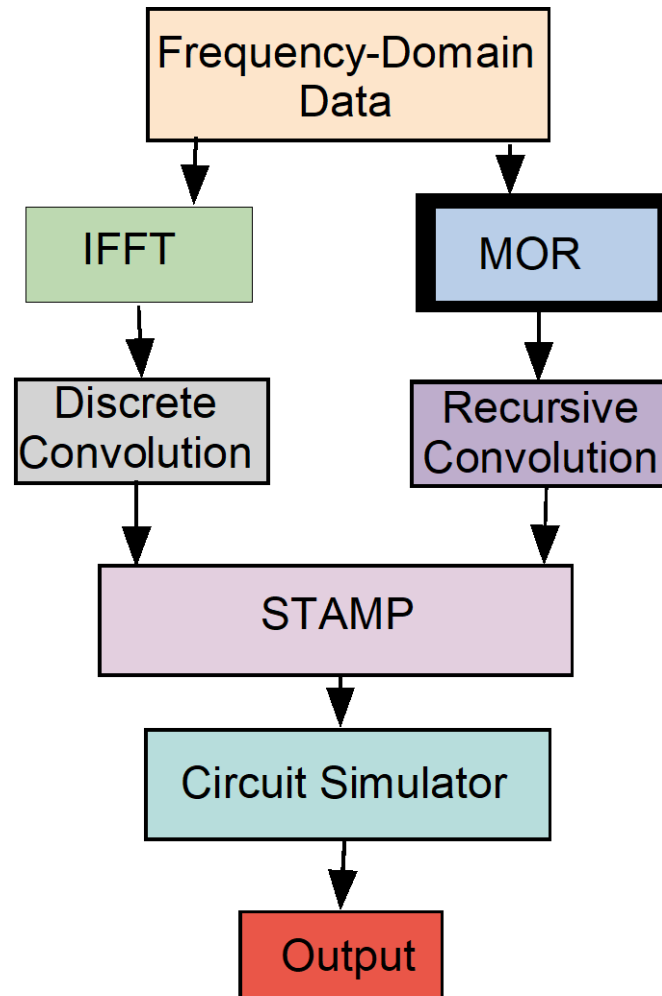 Frequency-Domain
Data
IFFT
MOR
Discrete
Convolution
Recursive
Convolution
STAMP
Circuit Simulator
Output